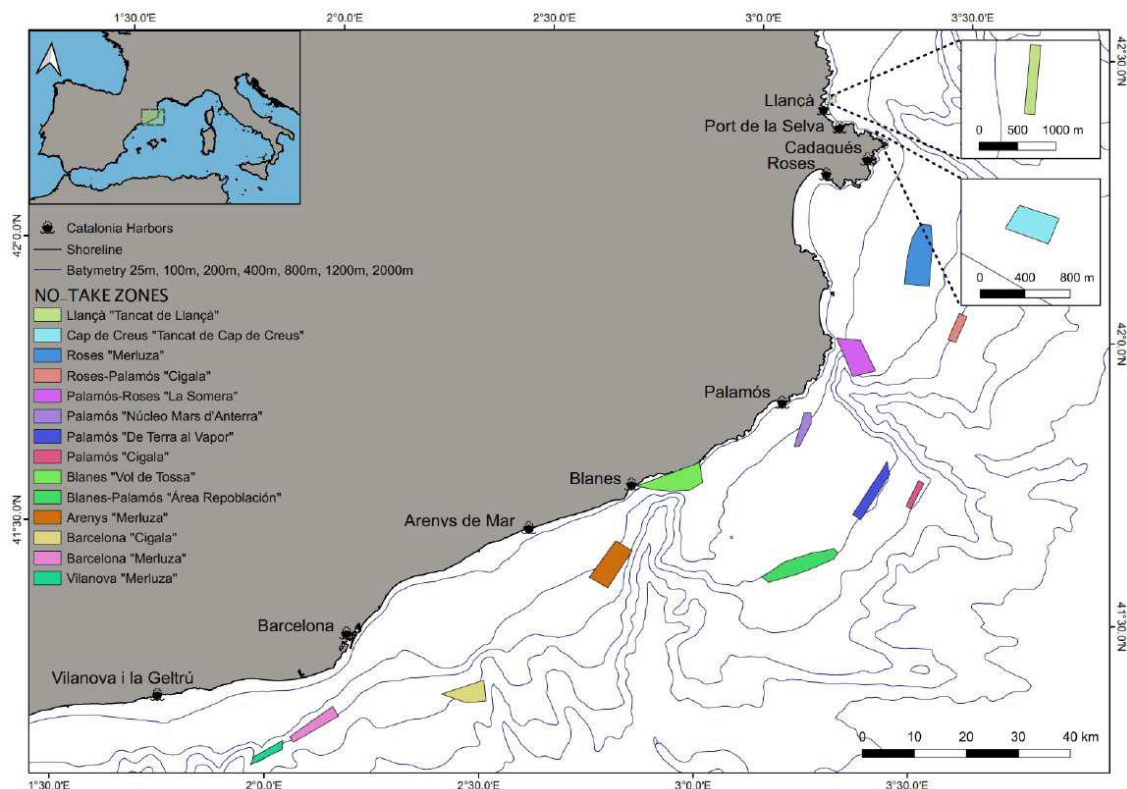 1°30.0'E 2°0.0'E 2°30.0'E 3°0.0'E 3°30.0'E
42°30.0'N
42°0.0'N
42°0.0'N
41°30.0'N
41°30.0'N
Llançà
Port de la Selva
Cadaqués
Roses
Palamós
Blanes
Arenys de Mar
Barcelona
Vilanova i la Geltrú
0 500 1000 m
0 400 800 m
Catalonia Harbors
Shoreline
Batymetry 25m, 100m, 200m, 400m, 800m, 1200m, 2000m
NO_TAKE ZONES
Llançà "Tancat de Llançà"
Cap de Creus "Tancat de Cap de Creus"
Roses "Merluza"
Roses-Palamós "Cigala"
Palamós-Roses "La Somera"
Palamós "Núcleo Mars d'Anterra"
Palamós "De Terra al Vapor"
Palamós "Cigala"
Blanes "Vol de Tossa"
Blanes-Palamós "Área Repoblación"
Arenys "Merluza"
Barcelona "Cigala"
Barcelona "Merluza"
Vilanova "Merluza"
0 10 20 30 40 km
1°30.0'E 2°0.0'E 2°30.0'E 3°0.0'E 3°30.0'E